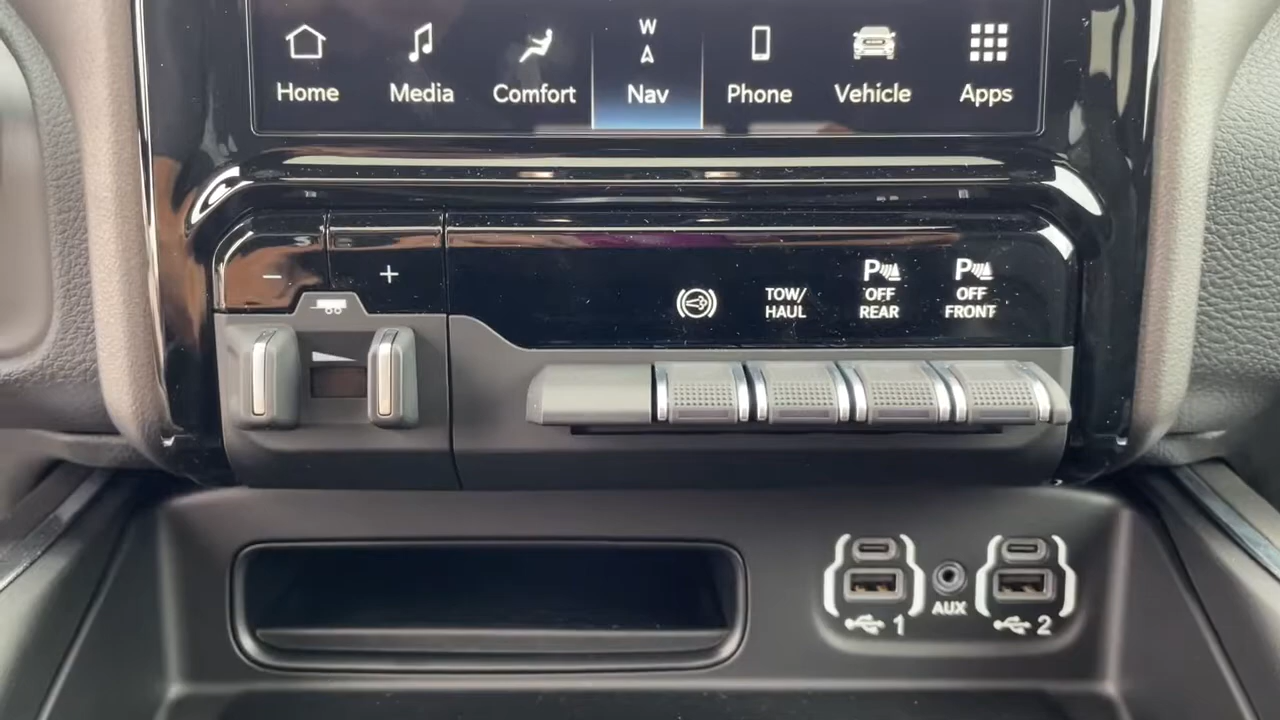 W
Home Media Comfort Nav Phone Vehicle Apps
− +
TOW/
HAUL
P
OFF
REAR
P
OFF
FRONT
AUX
1 2